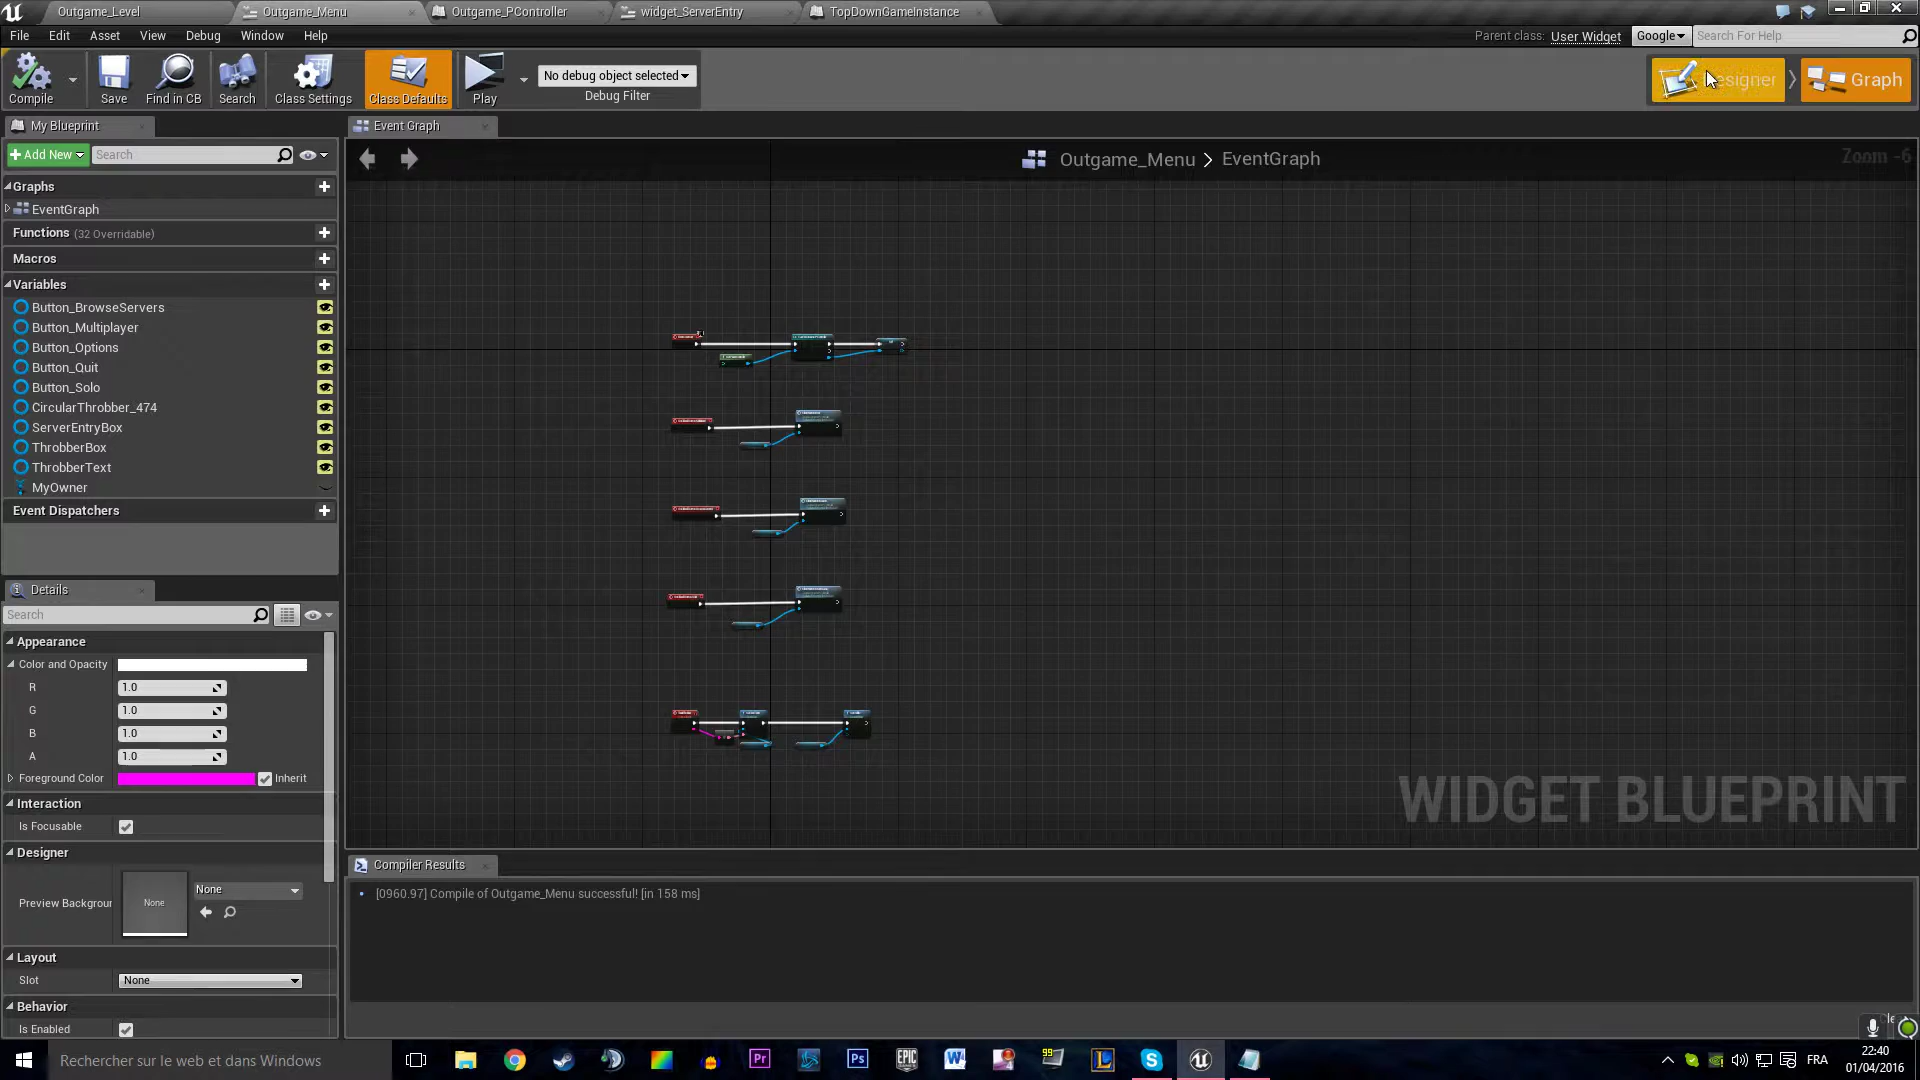 Outgame_Level
Outgame_Menu
Outgame_PController
widget_ServerEntry
TopDownGameInstance
File Edit Asset View Debug Window Help
Parent class: User Widget
Google
Search For Help
Compile
Save
Find in CB
Search
Class Settings
Class Defaults
Play
No debug object selected
Debug Filter
Designer
Graph
My Blueprint
Event Graph
Add New
Search
Outgame_Menu > EventGraph
Zoom -6
Graphs
EventGraph
Functions (32 Overridable)
Macros
Variables
Button_BrowseServers
Button_Multiplayer
Button_Options
Button_Quit
Button_Solo
CircularThrobber_474
ServerEntryBox
ThrobberBox
ThrobberText
MyOwner
Event Dispatchers
Details
Search
Appearance
Color and Opacity
R 1.0
G 1.0
B 1.0
A 1.0
Foreground Color Inherit
Interaction
Is Focusable
Designer
Preview Backgrour
None
None
Layout
Slot None
Behavior
Is Enabled
WIDGET BLUEPRINT
Compiler Results
[0960.97] Compile of Outgame_Menu successful! [in 158 ms]
Rechercher sur le web et dans Windows
Pr
Ps
EPIC GAMES
W
99
L
S
FRA
22:40
01/04/2016